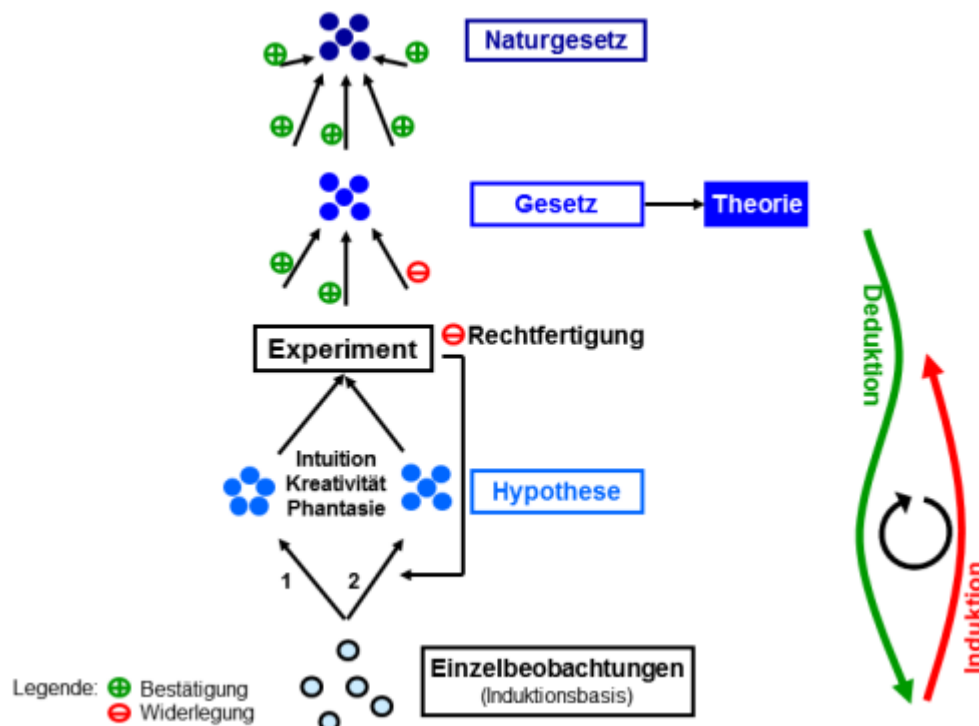 Naturgesetz
Gesetz
Theorie
Experiment
Rechtfertigung
Intuition
Kreativität
Phantasie
Hypothese
1
2
Einzelbeobachtungen
(Induktionsbasis)
Legende:
Bestätigung
Widerlegung
Deduktion
Induktion